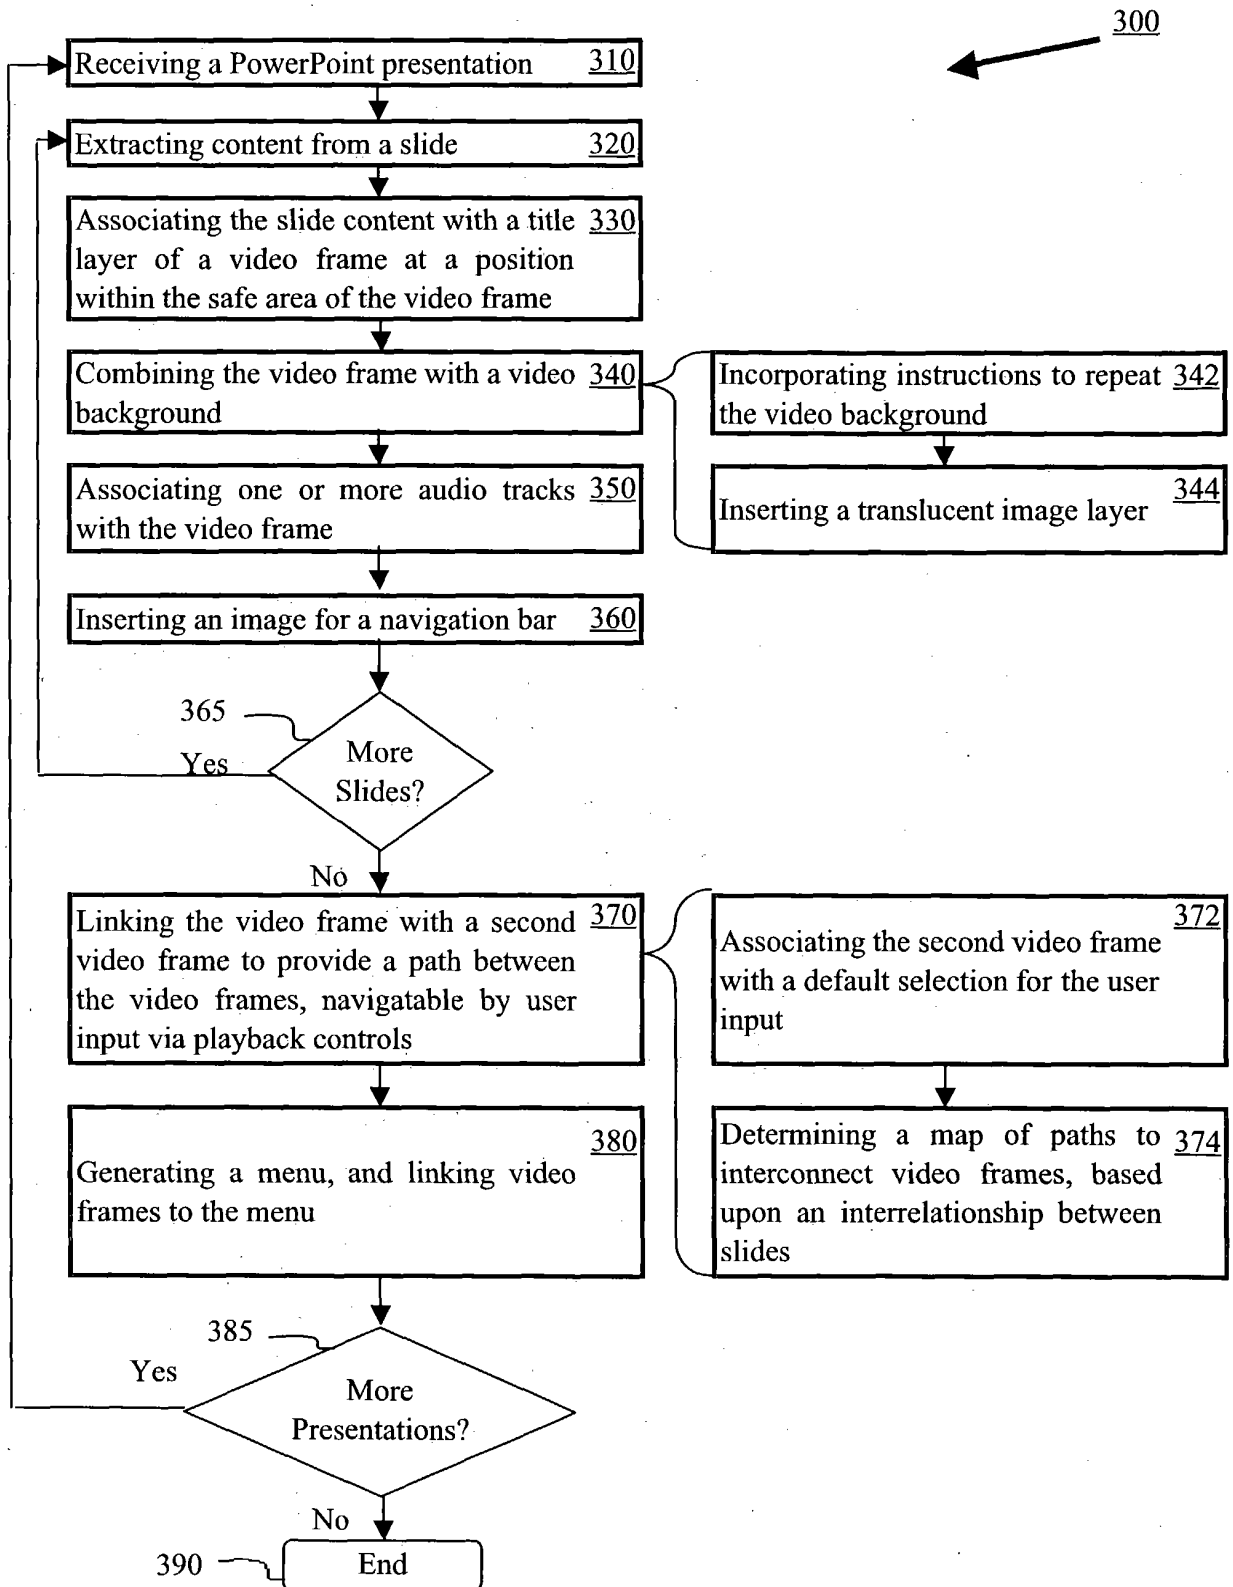 300
Receiving a PowerPoint presentation 310
Extracting content from a slide 320
Associating the slide content with a title 330
layer of a video frame at a position
within the safe area of the video frame
Combining the video frame with a video 340
background
Incorporating instructions to repeat 342
the video background
Associating one or more audio tracks 350
with the video frame
344
Inserting a translucent image layer
Inserting an image for a navigation bar 360
365
Yes
More
Slides?
No
Linking the video frame with a second 370
video frame to provide a path between
the video frames, navigatable by user
input via playback controls
372
Associating the second video frame
with a default selection for the user
input
380
Generating a menu, and linking video
frames to the menu
Determining a map of paths to 374
interconnect video frames, based
upon an interrelationship between
slides
385
Yes
More
Presentations?
No
390
End